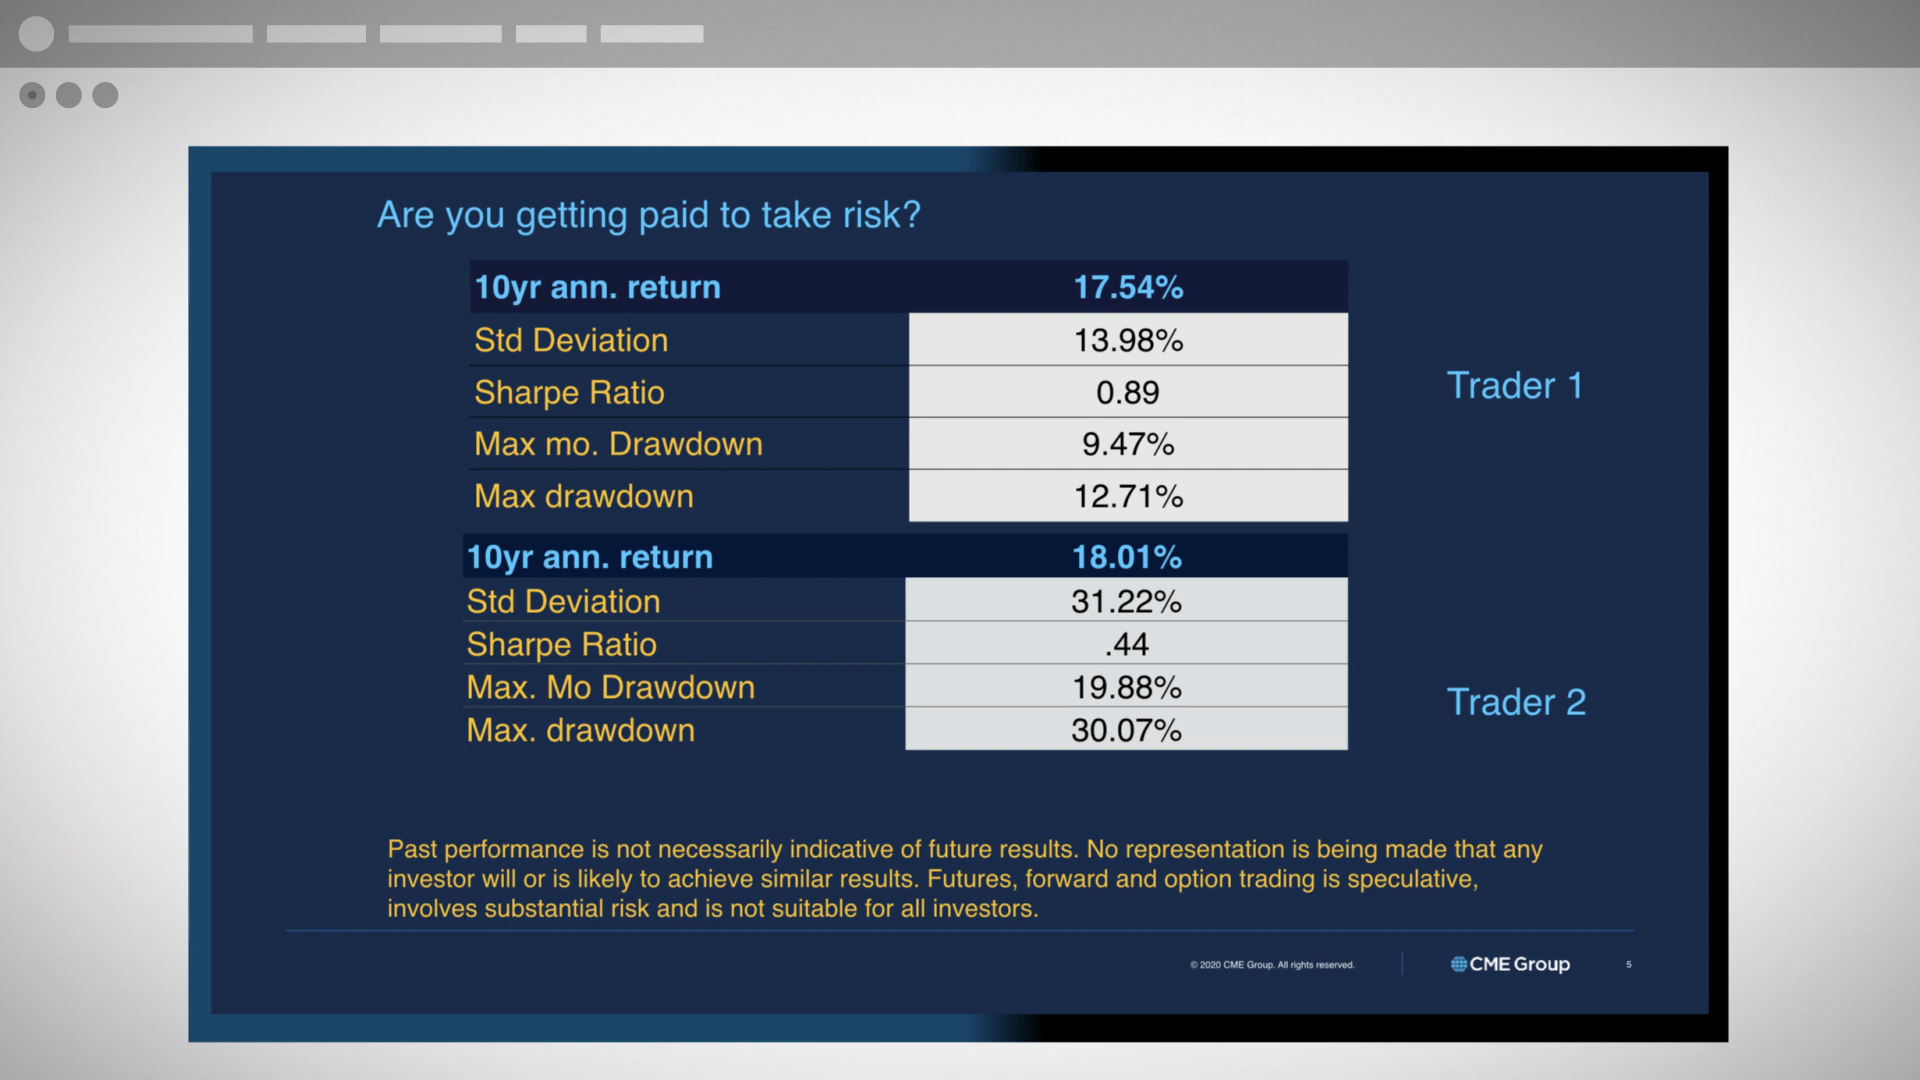 Are you getting paid to take risk?
10yr ann. return 17.54%
Std Deviation 13.98%
Sharpe Ratio 0.89
Max mo. Drawdown 9.47%
Max drawdown 12.71%
Trader 1
10yr ann. return 18.01%
Std Deviation 31.22%
Sharpe Ratio .44
Max. Mo Drawdown 19.88%
Max. drawdown 30.07%
Trader 2
Past performance is not necessarily indicative of future results. No representation is being made that any
investor will or is likely to achieve similar results. Futures, forward and option trading is speculative,
involves substantial risk and is not suitable for all investors.
© 2020 CME Group. All rights reserved. CME Group 5